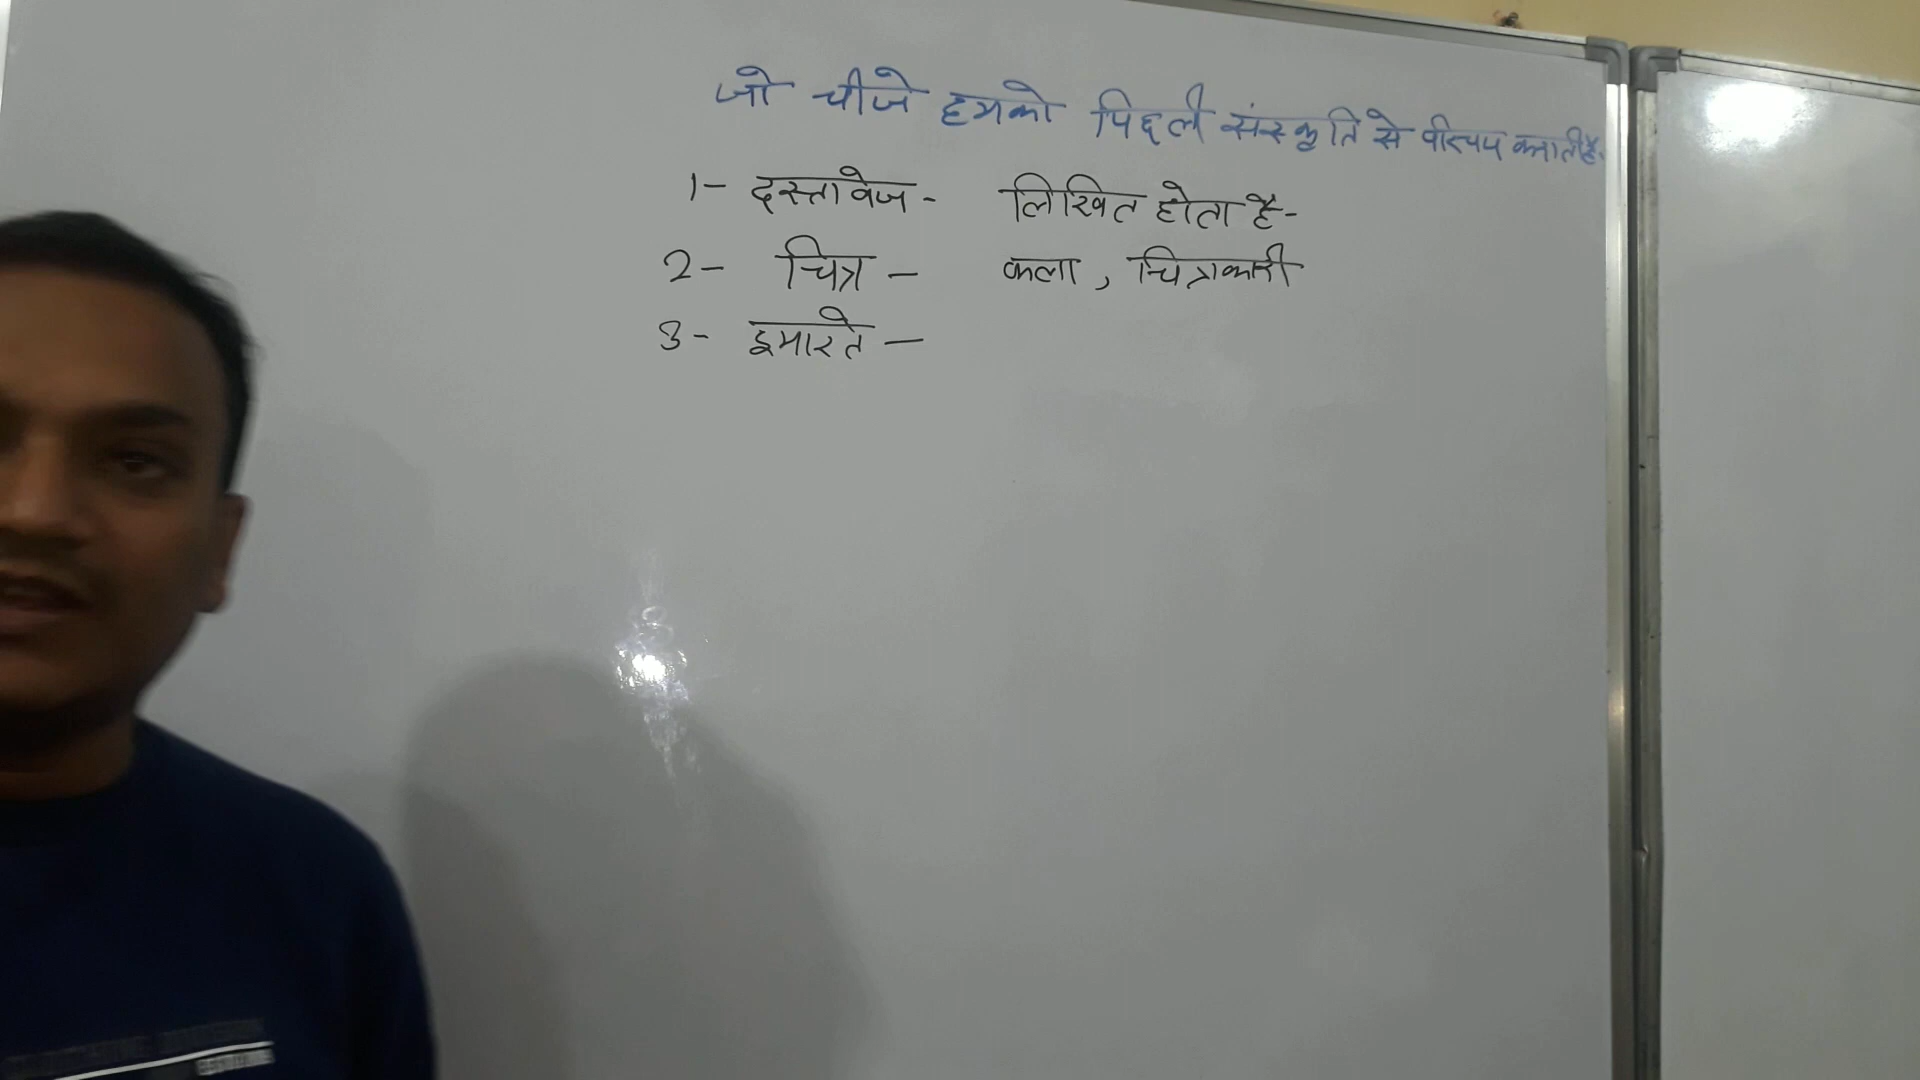 जो चीजे हमको पिछली संस्कृति से परिचय कराती है-
1- दस्तावेज - लिखित होता है-
2- चित्र - कला, चित्रकारी
3- इमारते -